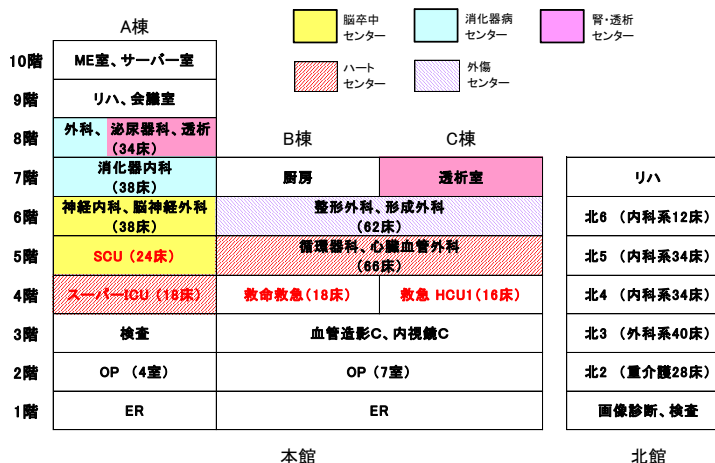 A棟
脳卒中
センター
消化器病
センター
腎・透析
センター
ハート
センター
外傷
センター
10階 ME室、サーバー室
9階 リハ、会議室
B棟
C棟
8階 外科、泌尿器科、透析
(34床)
7階 消化器内科
(38床)
厨房 透析室 リハ
6階 神経内科、脳神経外科
(38床)
整形外科、形成外科
(62床)
北6 (内科系12床)
5階 SCU (24床)
循環器科、心臓血管外科
(66床)
北5 (内科系34床)
4階 スーパーICU (18床) 救命救急(18床) 救急 HCU1(16床) 北4 (内科系34床)
3階 検査 血管造影C、内視鏡C 北3 (外科系40床)
2階 OP (4室) OP (7室) 北2 (重介護28床)
1階 ER ER 画像診断、検査
本館 北館